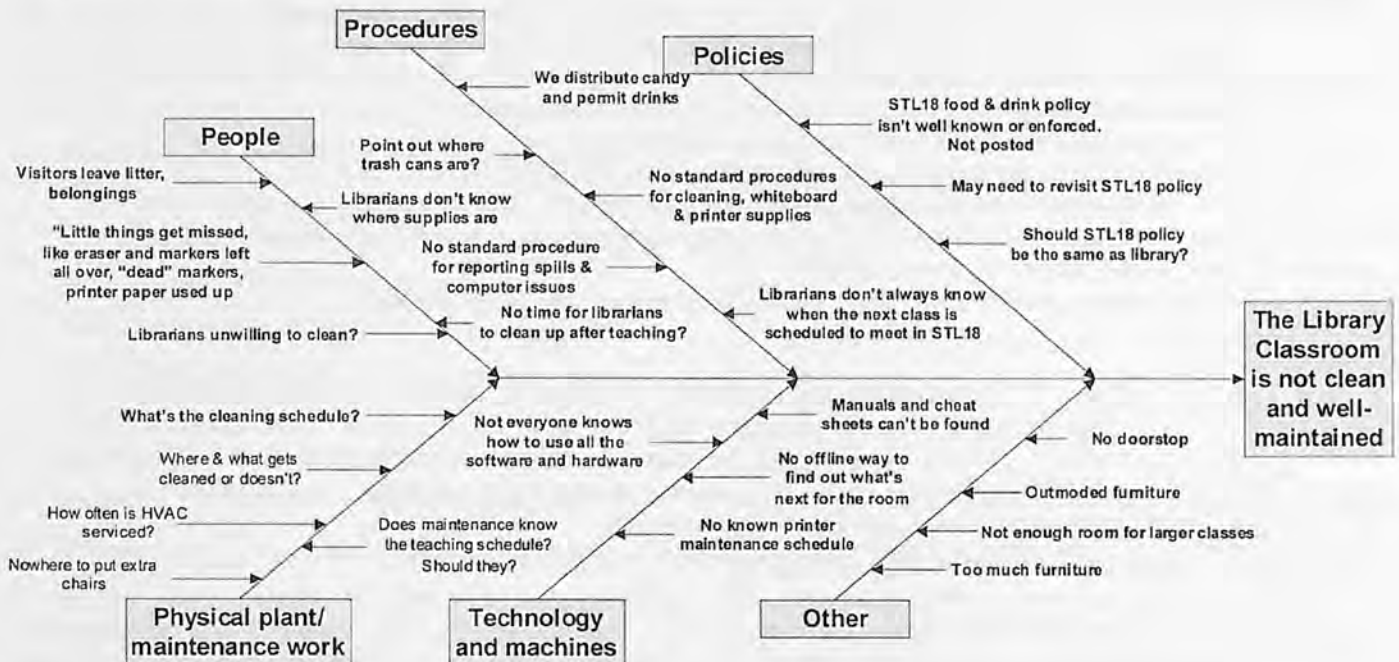 Procedures
Policies
We distribute candy
and permit drinks
STL18 food & drink policy
isn't well known or enforced.
Not posted
People
Point out where
trash cans are?
Visitors leave litter,
belongings
No standard procedures
for cleaning, whiteboard
& printer supplies
May need to revisit STL18 policy
Librarians don't know
where supplies are
"Little things get missed,
like eraser and markers left
all over, "dead" markers,
printer paper used up
No standard procedure
for reporting spills &
computer issues
Should STL18 policy
be the same as library?
No time for librarians
to clean up after teaching?
Librarians don't always know
when the next class is
scheduled to meet in STL18
Librarians unwilling to clean?
The Library
Classroom
is not clean
and well-
maintained
What's the cleaning schedule?
Not everyone knows
how to use all the
software and hardware
Manuals and cheat
sheets can't be found
No doorstop
Where & what gets
cleaned or doesn't?
No offline way to
find out what's
next for the room
Outmoded furniture
How often is HVAC
serviced?
Does maintenance know
the teaching schedule?
Should they?
No known printer
maintenance schedule
Not enough room for larger classes
Nowhere to put extra
chairs
Too much furniture
Physical plant/
maintenance work
Technology
and machines
Other